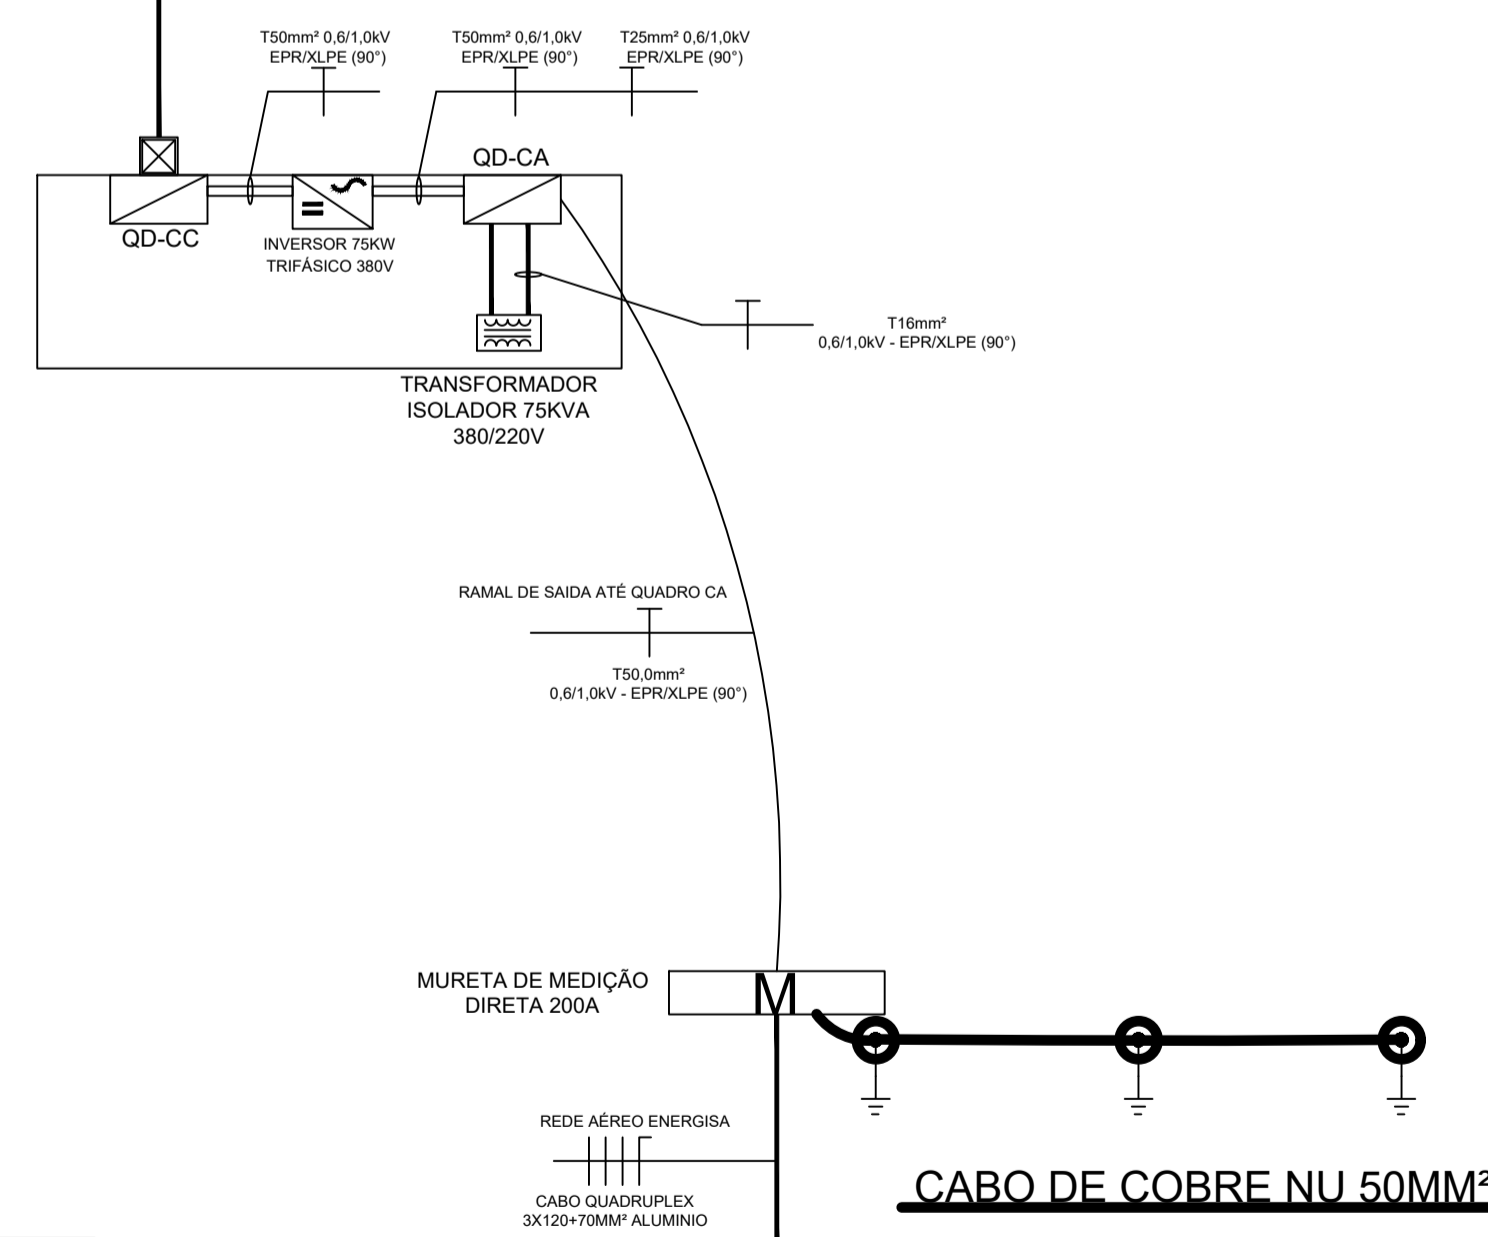 T50mm² 0,6/1,0kV
EPR/XLPE (90°)
T50mm² 0,6/1,0kV
EPR/XLPE (90°)
T25mm² 0,6/1,0kV
EPR/XLPE (90°)
QD-CA
QD-CC
INVERSOR 75KW
TRIFÁSICO 380V
T16mm²
0,6/1,0kV - EPR/XLPE (90°)
TRANSFORMADOR
ISOLADOR 75KVA
380/220V
RAMAL DE SAIDA ATÉ QUADRO CA
T50,0mm²
0,6/1,0kV - EPR/XLPE (90°)
MURETA DE MEDIÇÃO
DIRETA 200A
M
REDE AÉREO ENERGISA
CABO QUADRUPLEX
3X120+70MM² ALUMINIO
CABO DE COBRE NU 50MM²